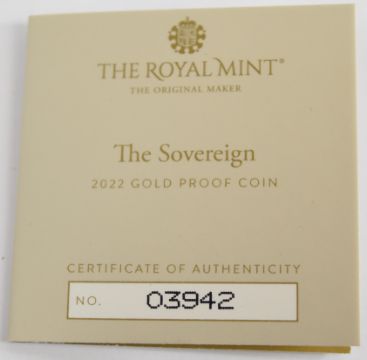 THE ROYAL MINT®
THE ORIGINAL MAKER
The Sovereign
2022 GOLD PROOF COIN
CERTIFICATE OF AUTHENTICITY
NO. 03942